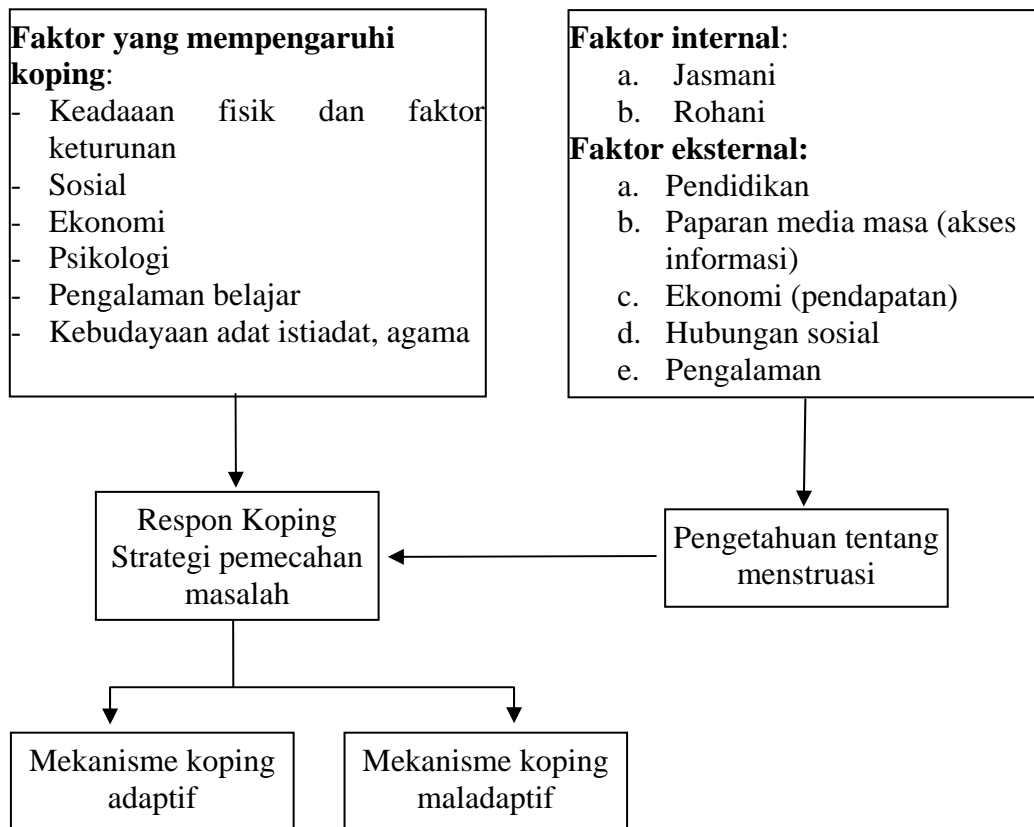 Faktor yang mempengaruhi
koping:
- Keadaaan fisik dan faktor
keturunan
- Sosial
- Ekonomi
- Psikologi
- Pengalaman belajar
- Kebudayaan adat istiadat, agama
Faktor internal:
a. Jasmani
b. Rohani
Faktor eksternal:
a. Pendidikan
b. Paparan media masa (akses
informasi)
c. Ekonomi (pendapatan)
d. Hubungan sosial
e. Pengalaman
Respon Koping
Strategi pemecahan
masalah
Pengetahuan tentang
menstruasi
Mekanisme koping
adaptif
Mekanisme koping
maladaptif